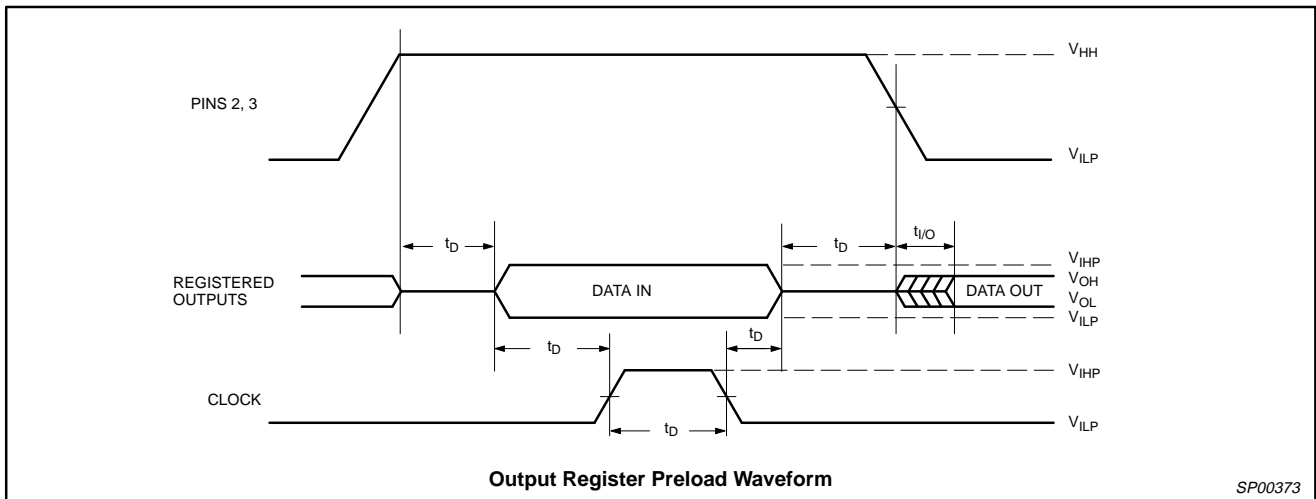 V_HH
PINS 2, 3
V_ILP
t_D
t_D
t_I/O
V_IHP
REGISTERED
OUTPUTS
DATA IN
DATA OUT
V_OH
V_OL
V_ILP
t_D
t_D
V_IHP
CLOCK
t_D
V_ILP
Output Register Preload Waveform
SP00373